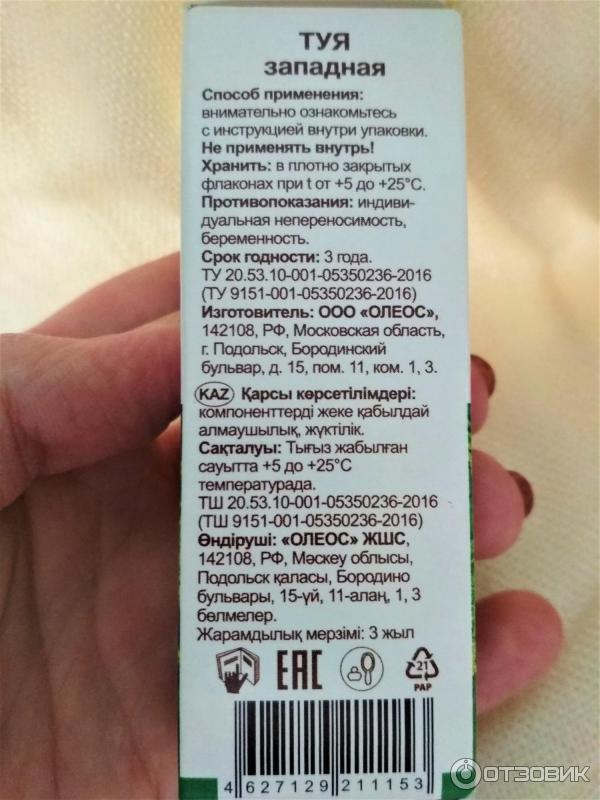 ТУЯ
западная
Способ применения:
внимательно ознакомьтесь
с инструкцией внутри упаковки.
Не применять внутрь!
Хранить: в плотно закрытых
флаконах при t от +5 до +25°С.
Противопоказания: индиви-
дуальная непереносимость,
беременность.
Срок годности: 3 года.
ТУ 20.53.10-001-05350236-2016
(ТУ 9151-001-05350236-2016)
Изготовитель: ООО «ОЛЕОС»,
142108, РФ, Московская область,
г. Подольск, Бородинский
бульвар, д. 15, пом. 11, ком. 1, 3.
KAZ Қарсы көрсетілімдері:
компоненттерді жеке қабылдай
алмаушылық, жүктілік.
Сақталуы: Тығыз жабылған
сауытта +5 до +25°С
температурада.
ТШ 20.53.10-001-05350236-2016
(ТШ 9151-001-05350236-2016)
Өндіруші: «ОЛЕОС» ЖШС,
142108, РФ, Мәскеу облысы,
Подольск қаласы, Бородино
бульвары, 15-үй, 11-алаң, 1, 3
бөлмелер.
Жарамдылық мерзімі: 3 жыл
EAC 21
PAP
4 627129 211153
ОТЗОВИК